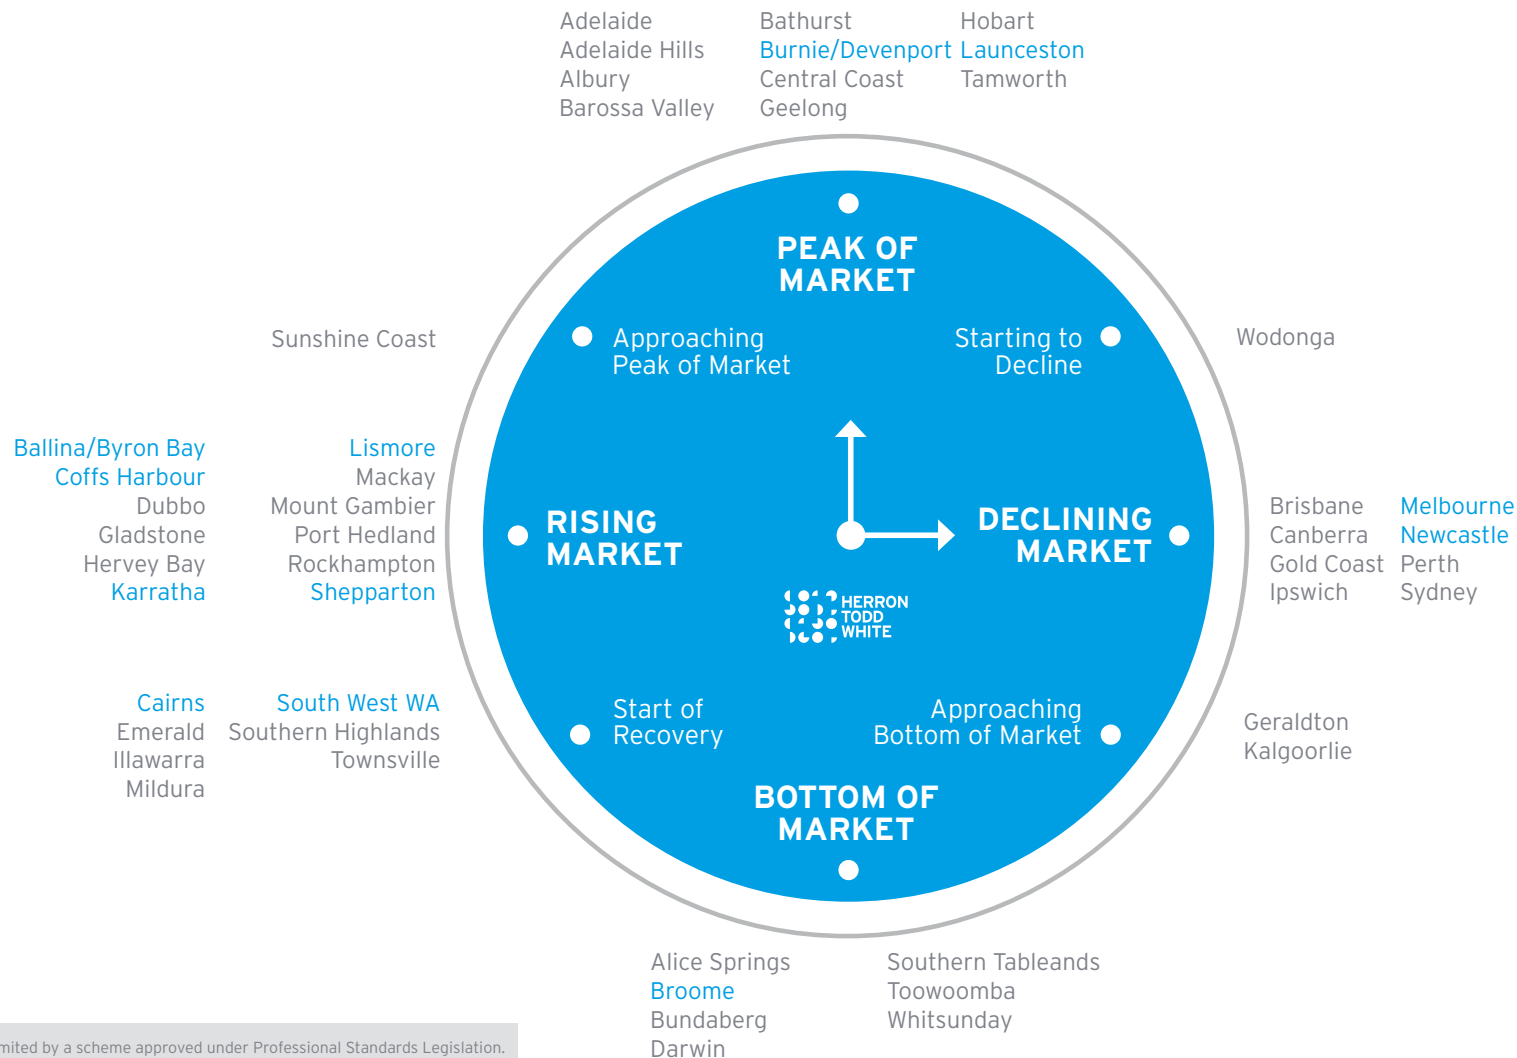 Adelaide
Adelaide Hills
Albury
Barossa Valley
Bathurst
Burnie/Devenport
Central Coast
Geelong
Hobart
Launceston
Tamworth
PEAK OF
MARKET
Sunshine Coast
Approaching
Peak of Market
Starting to
Decline
Wodonga
Ballina/Byron Bay
Coffs Harbour
Dubbo
Gladstone
Hervey Bay
Karratha
Lismore
Mackay
Mount Gambier
Port Hedland
Rockhampton
Shepparton
RISING
MARKET
DECLINING
MARKET
Brisbane
Canberra
Gold Coast
Ipswich
Melbourne
Newcastle
Perth
Sydney
HERRON
TODD
WHITE
Cairns
Emerald
Illawarra
Mildura
South West WA
Southern Highlands
Townsville
Start of
Recovery
Approaching
Bottom of Market
Geraldton
Kalgoorlie
BOTTOM OF
MARKET
Alice Springs
Broome
Bundaberg
Darwin
Southern Tableands
Toowoomba
Whitsunday
by a scheme approved under Professional Standards Legislation.